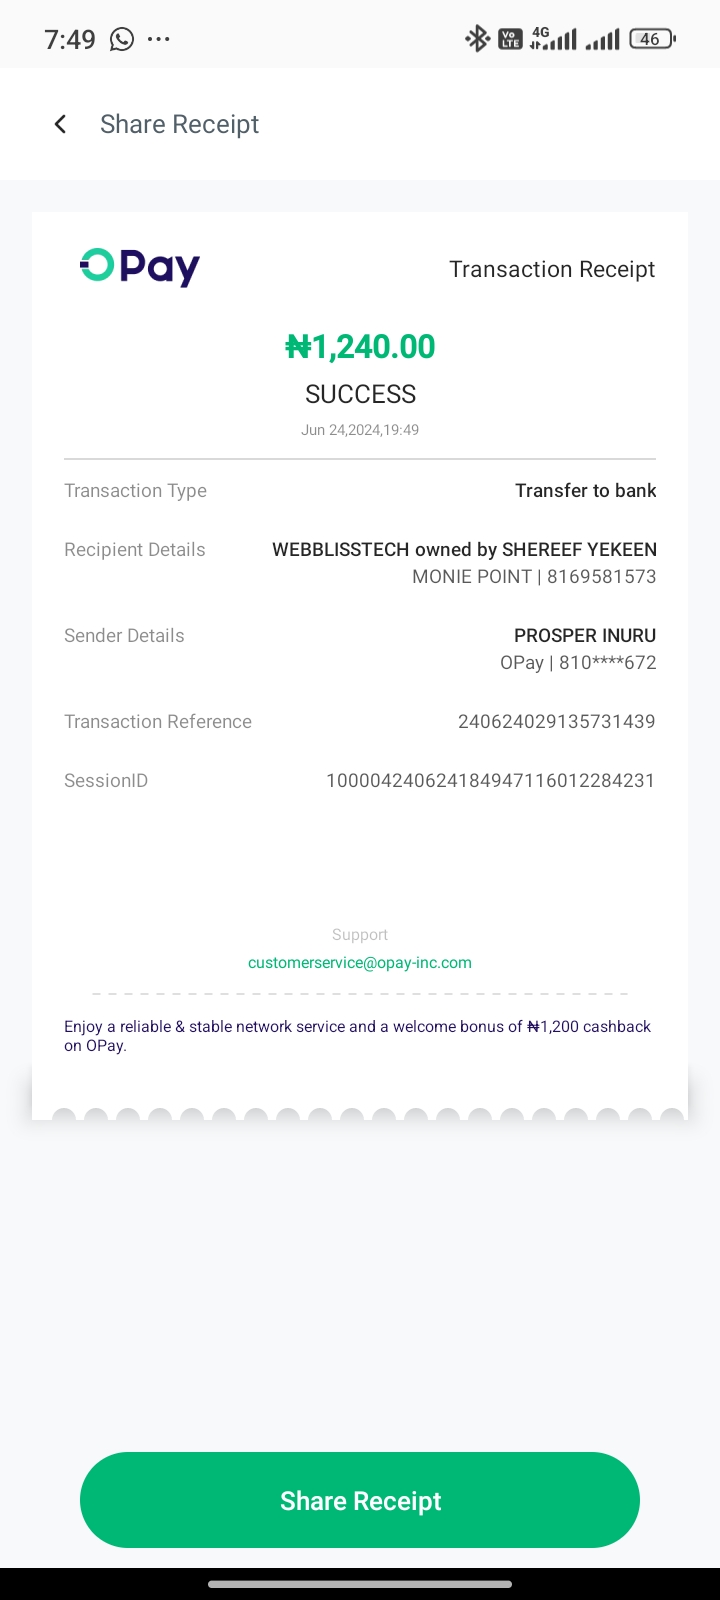 7:49
Vo LTE 4G 46
Share Receipt
OPay
Transaction Receipt
₦1,240.00
SUCCESS
Jun 24,2024,19:49
Transaction Type Transfer to bank
Recipient Details WEBBLISSTECH owned by SHEREEF YEKEEN
MONIE POINT | 8169581573
Sender Details PROSPER INURU
OPay | 810****672
Transaction Reference 240624029135731439
SessionID 100004240624184947116012284231
Support
customerservice@opay-inc.com
Enjoy a reliable & stable network service and a welcome bonus of ₦1,200 cashback
on OPay.
Share Receipt